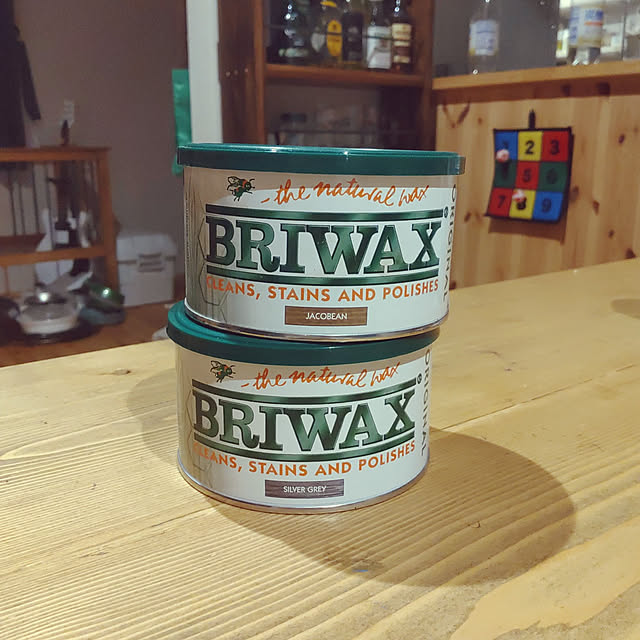 - the natural wax
BRIWAX
CLEANS, STAINS AND POLISHES
JACOBEAN
ORIGINAL
- the natural wax
BRIWAX
CLEANS, STAINS AND POLISHES
SILVER GREY
ORIGINAL
1 2 3
5 6
7 8 9